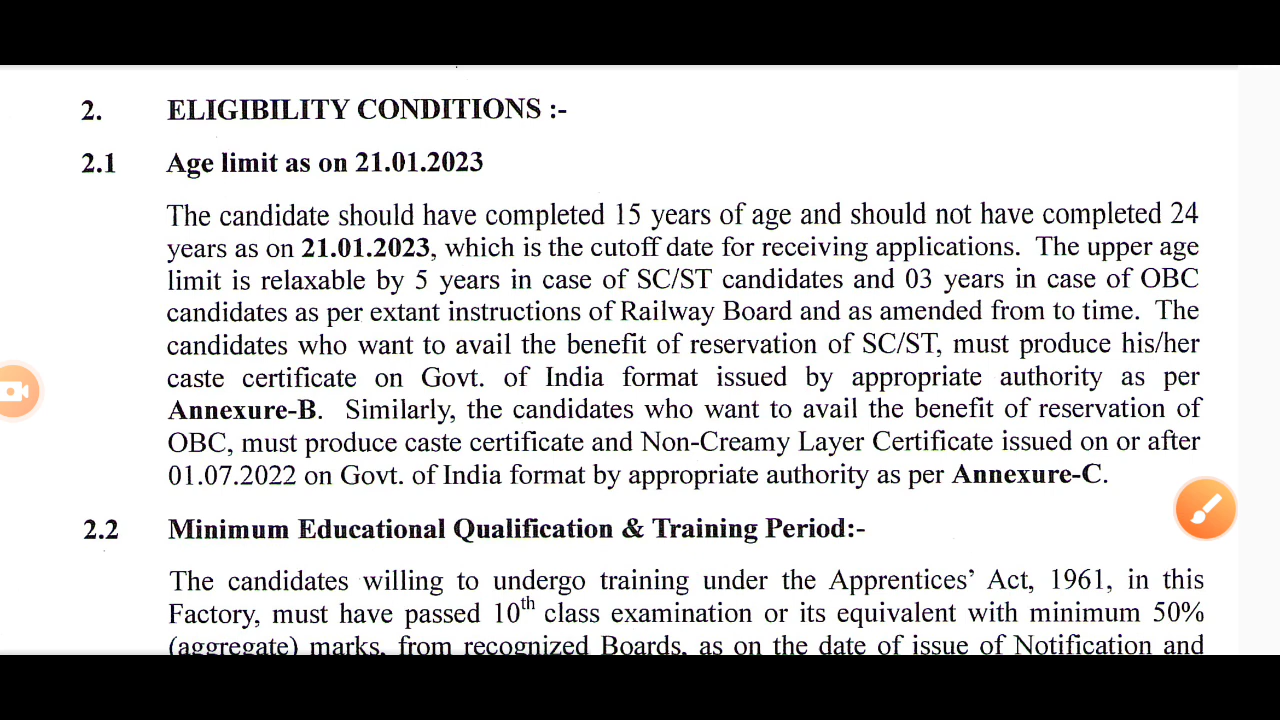 2. ELIGIBILITY CONDITIONS :-
2.1 Age limit as on 21.01.2023
The candidate should have completed 15 years of age and should not have completed 24
years as on 21.01.2023, which is the cutoff date for receiving applications. The upper age
limit is relaxable by 5 years in case of SC/ST candidates and 03 years in case of OBC
candidates as per extant instructions of Railway Board and as amended from to time. The
candidates who want to avail the benefit of reservation of SC/ST, must produce his/her
caste certificate on Govt. of India format issued by appropriate authority as per
Annexure-B. Similarly, the candidates who want to avail the benefit of reservation of
OBC, must produce caste certificate and Non-Creamy Layer Certificate issued on or after
01.07.2022 on Govt. of India format by appropriate authority as per Annexure-C.
2.2 Minimum Educational Qualification & Training Period:-
The candidates willing to undergo training under the Apprentices’ Act, 1961, in this
Factory, must have passed 10th class examination or its equivalent with minimum 50%
(aggregate) marks, from recognized Boards, as on the date of issue of Notification and